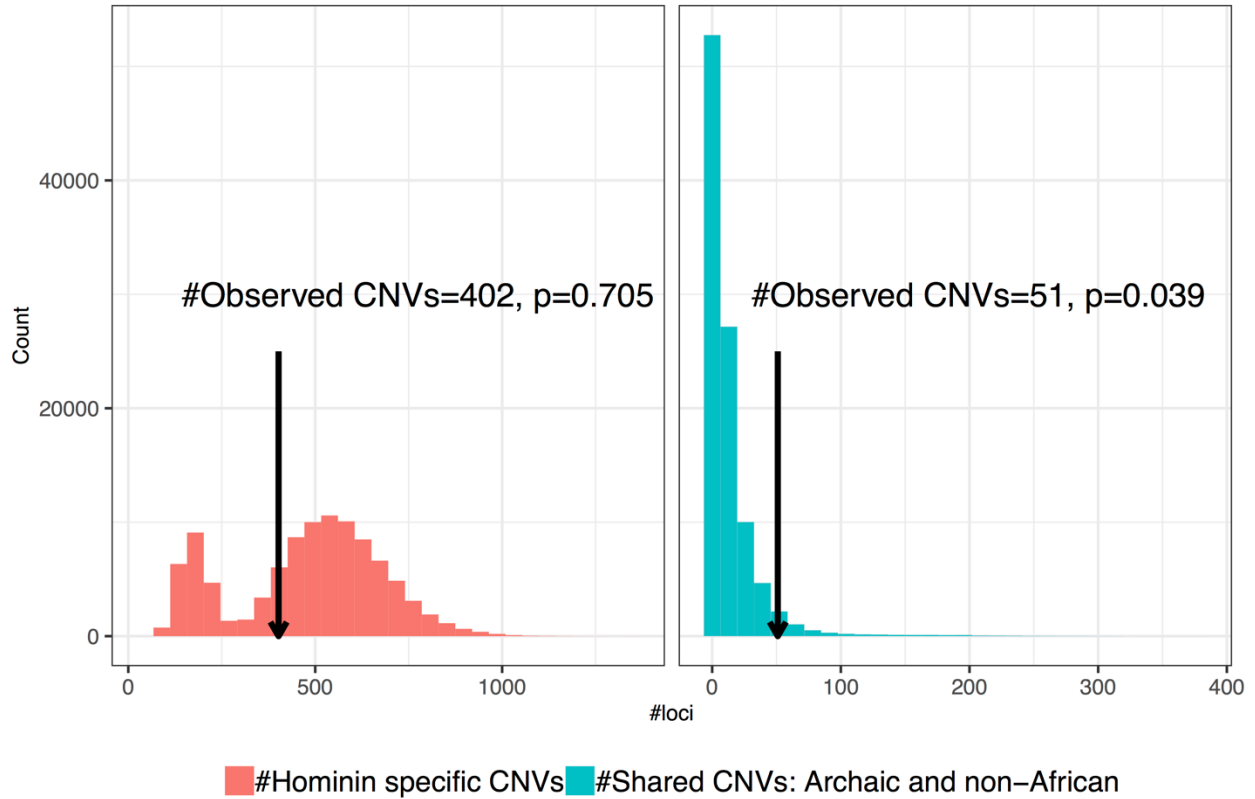 40000
20000
0
Count
#Observed CNVs=402, p=0.705
#Observed CNVs=51, p=0.039
0 500 1000
0 100 200 300 400
#loci
#Hominin specific CNVs #Shared CNVs: Archaic and non−African